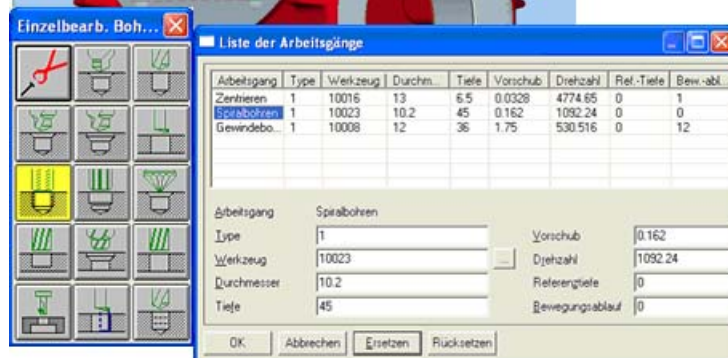 Einzelbearb. Boh...
Liste der Arbeitsgänge
Arbeitsgang Type Werkzeug Durchm... Tiefe Vorschub Drehzahl Ref.-Tiefe Bew.-abl.
Zentrieren 1 10016 13 6.5 0.0328 4774.65 0 1
Spiralbohren 1 10023 10.2 45 0.162 1092.24 0 0
Gewindebo... 1 10008 12 36 1.75 530.516 0 12
Arbeitsgang Spiralbohren
Type 1 Vorschub 0.162
Werkzeug 10023 ... Drehzahl 1092.24
Durchmesser 10.2 Referenztiefe 0
Tiefe 45 Bewegungsablauf 0
OK Abbrechen Ersetzen Rücksetzen